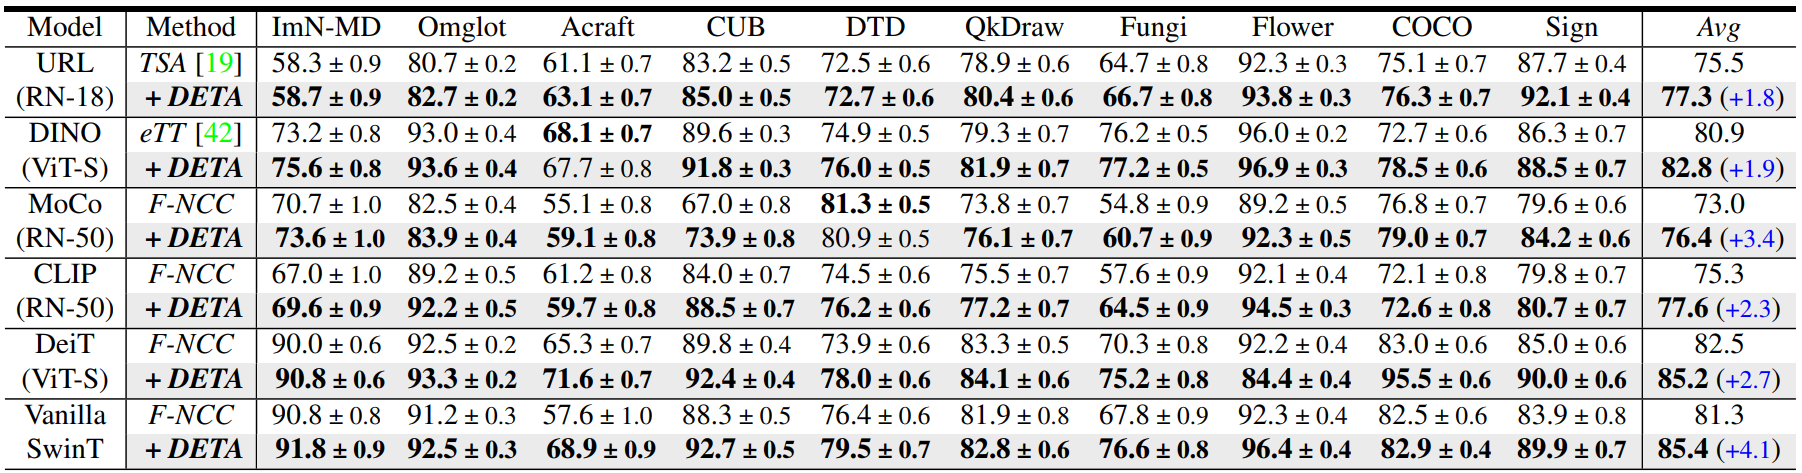 Model Method ImN-MD Omglot Acraft CUB DTD QkDraw Fungi Flower COCO Sign Avg
URL TSA [19] 58.3 ± 0.9 80.7 ± 0.2 61.1 ± 0.7 83.2 ± 0.5 72.5 ± 0.6 78.9 ± 0.6 64.7 ± 0.8 92.3 ± 0.3 75.1 ± 0.7 87.7 ± 0.4 75.5
(RN-18) + DETA 58.7 ± 0.9 82.7 ± 0.2 63.1 ± 0.7 85.0 ± 0.5 72.7 ± 0.6 80.4 ± 0.6 66.7 ± 0.8 93.8 ± 0.3 76.3 ± 0.7 92.1 ± 0.4 77.3 (+1.8)
DINO eTT [42] 73.2 ± 0.8 93.0 ± 0.4 68.1 ± 0.7 89.6 ± 0.3 74.9 ± 0.5 79.3 ± 0.7 76.2 ± 0.5 96.0 ± 0.2 72.7 ± 0.6 86.3 ± 0.7 80.9
(ViT-S) + DETA 75.6 ± 0.8 93.6 ± 0.4 67.7 ± 0.8 91.8 ± 0.3 76.0 ± 0.5 81.9 ± 0.7 77.2 ± 0.5 96.9 ± 0.3 78.5 ± 0.6 88.5 ± 0.7 82.8 (+1.9)
MoCo F-NCC 70.7 ± 1.0 82.5 ± 0.4 55.1 ± 0.8 67.0 ± 0.8 81.3 ± 0.5 73.8 ± 0.7 54.8 ± 0.9 89.2 ± 0.5 76.8 ± 0.7 79.6 ± 0.6 73.0
(RN-50) + DETA 73.6 ± 1.0 83.9 ± 0.4 59.1 ± 0.8 73.9 ± 0.8 80.9 ± 0.5 76.1 ± 0.7 60.7 ± 0.9 92.3 ± 0.5 79.0 ± 0.7 84.2 ± 0.6 76.4 (+3.4)
CLIP F-NCC 67.0 ± 1.0 89.2 ± 0.5 61.2 ± 0.8 84.0 ± 0.7 74.5 ± 0.6 75.5 ± 0.7 57.6 ± 0.9 92.1 ± 0.4 72.1 ± 0.8 79.8 ± 0.7 75.3
(RN-50) + DETA 69.6 ± 0.9 92.2 ± 0.5 59.7 ± 0.8 88.5 ± 0.7 76.2 ± 0.6 77.2 ± 0.7 64.5 ± 0.9 94.5 ± 0.3 72.6 ± 0.8 80.7 ± 0.7 77.6 (+2.3)
DeiT F-NCC 90.0 ± 0.6 92.5 ± 0.2 65.3 ± 0.7 89.8 ± 0.4 73.9 ± 0.6 83.3 ± 0.5 70.3 ± 0.8 92.2 ± 0.4 83.0 ± 0.6 85.0 ± 0.6 82.5
(ViT-S) + DETA 90.8 ± 0.6 93.3 ± 0.2 71.6 ± 0.7 92.4 ± 0.4 78.0 ± 0.6 84.1 ± 0.6 75.2 ± 0.8 84.4 ± 0.4 95.5 ± 0.6 90.0 ± 0.6 85.2 (+2.7)
Vanilla F-NCC 90.8 ± 0.8 91.2 ± 0.3 57.6 ± 1.0 88.3 ± 0.5 76.4 ± 0.6 81.9 ± 0.8 67.8 ± 0.9 92.3 ± 0.4 82.5 ± 0.6 83.9 ± 0.8 81.3
SwinT + DETA 91.8 ± 0.9 92.5 ± 0.3 68.9 ± 0.9 92.7 ± 0.5 79.5 ± 0.7 82.8 ± 0.6 76.6 ± 0.8 96.4 ± 0.4 82.9 ± 0.4 89.9 ± 0.7 85.4 (+4.1)